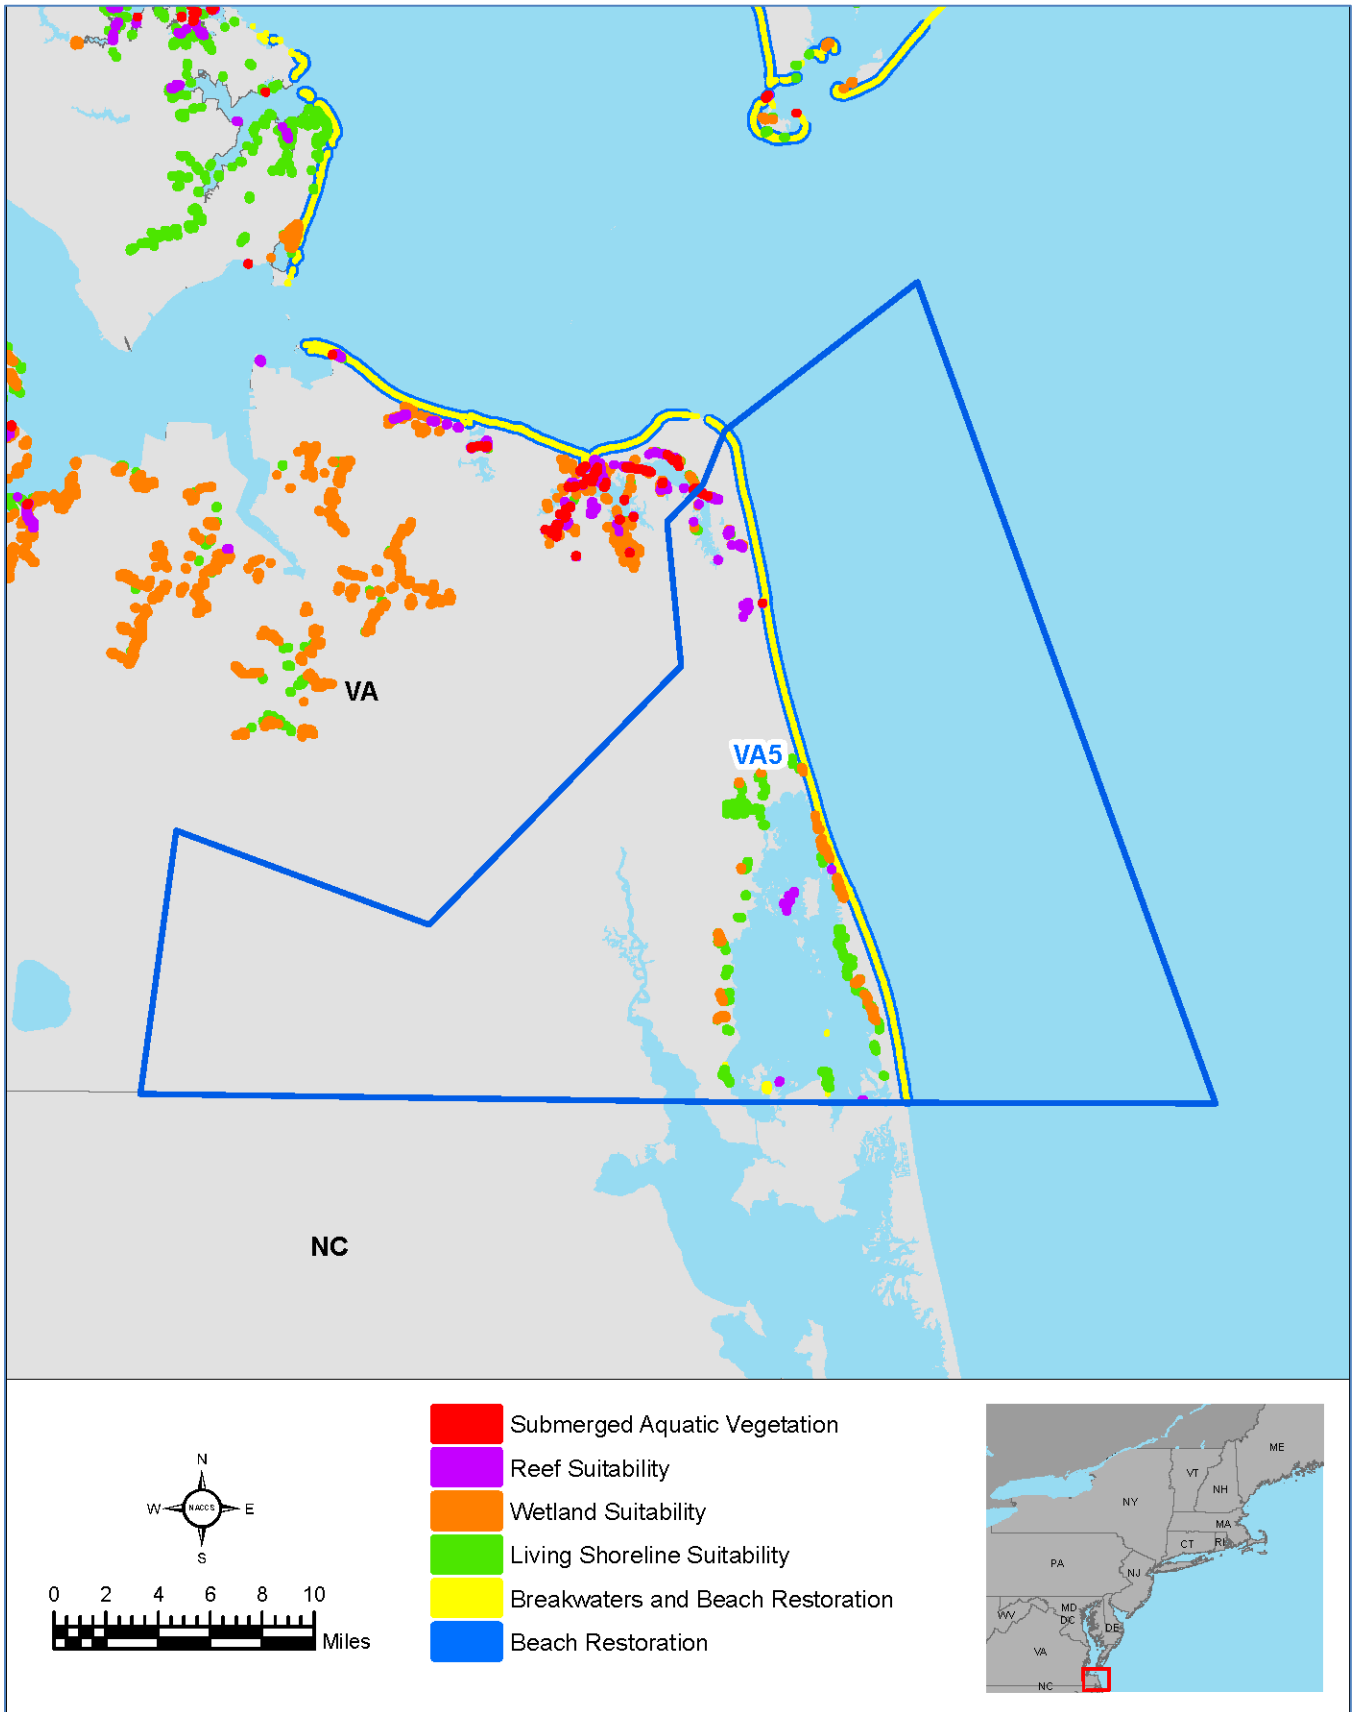 VA
VA5
NC
N
W NACCS E
S
0 2 4 6 8 10
Miles
Submerged Aquatic Vegetation
Reef Suitability
Wetland Suitability
Living Shoreline Suitability
Breakwaters and Beach Restoration
Beach Restoration
ME
VT
NH
NY
MA
CT RI
PA
NJ
MD
WV
DC
DE
VA
NC